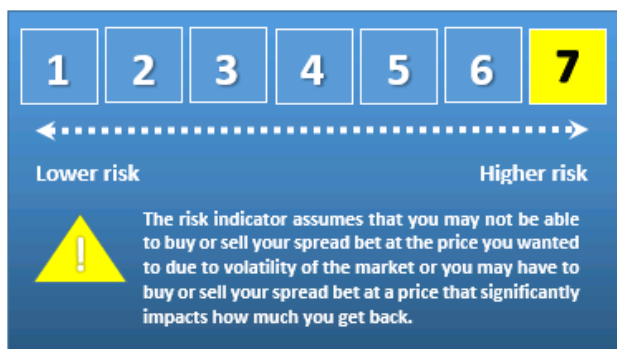 1 2 3 4 5 6 7
Lower risk Higher risk
!
The risk indicator assumes that you may not be able
to buy or sell your spread bet at the price you wanted
to due to volatility of the market or you may have to
buy or sell your spread bet at a price that significantly
impacts how much you get back.